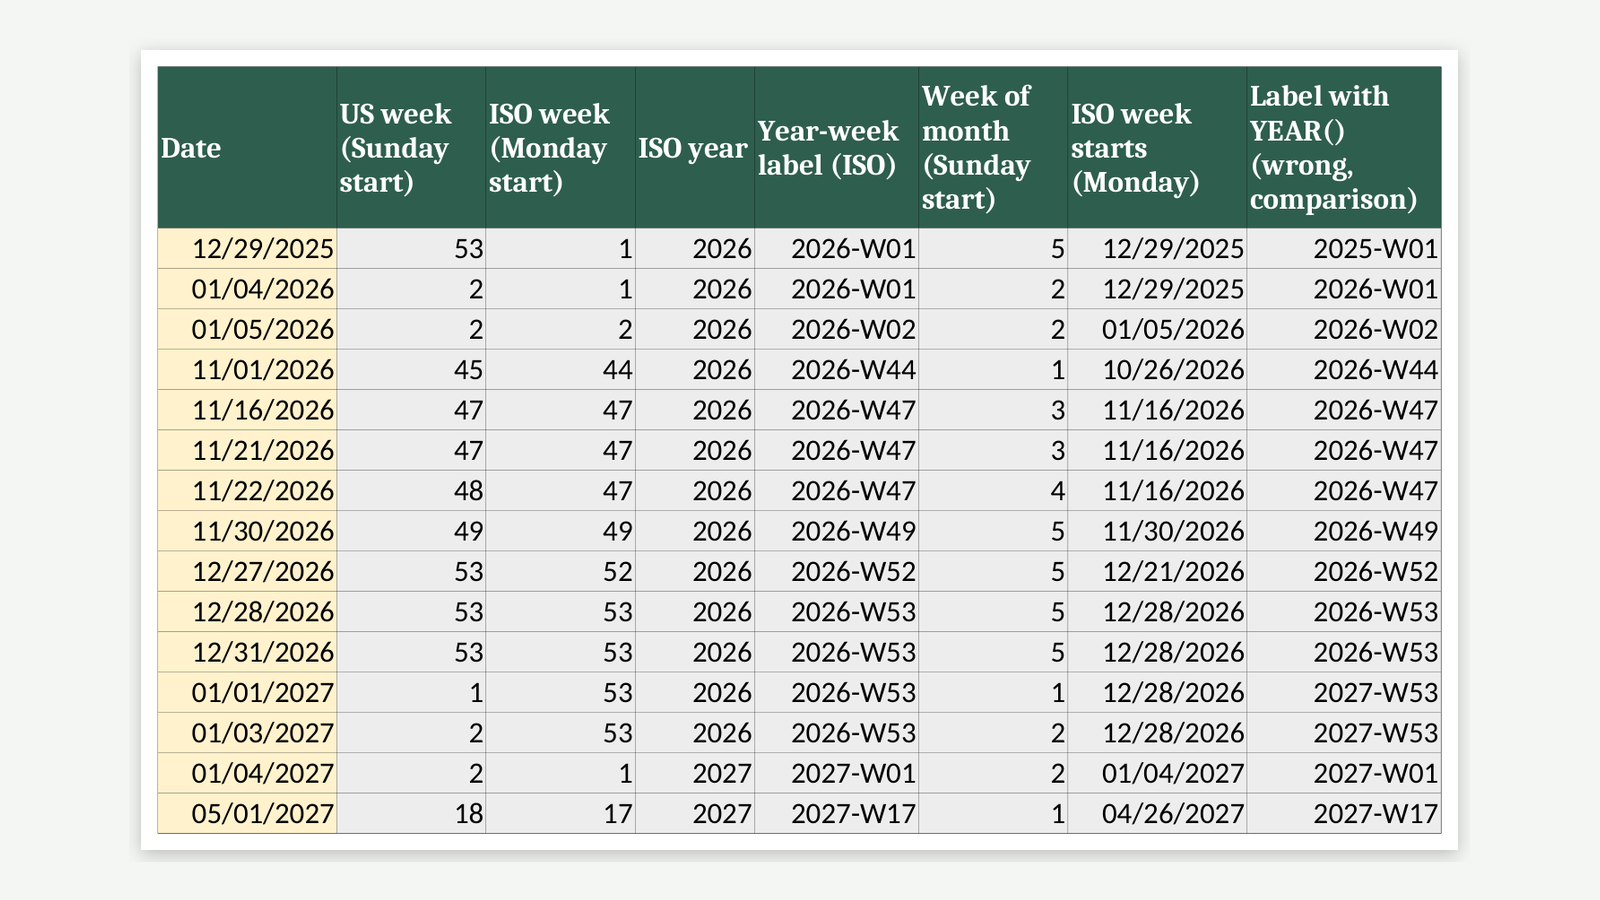 Date US week (Sunday start) ISO week (Monday start) ISO year Year-week label (ISO) Week of month (Sunday start) ISO week starts (Monday) Label with YEAR() (wrong, comparison)
12/29/2025 53 1 2026 2026-W01 5 12/29/2025 2025-W01
01/04/2026 2 1 2026 2026-W01 2 12/29/2025 2026-W01
01/05/2026 2 2 2026 2026-W02 2 01/05/2026 2026-W02
11/01/2026 45 44 2026 2026-W44 1 10/26/2026 2026-W44
11/16/2026 47 47 2026 2026-W47 3 11/16/2026 2026-W47
11/21/2026 47 47 2026 2026-W47 3 11/16/2026 2026-W47
11/22/2026 48 47 2026 2026-W47 4 11/16/2026 2026-W47
11/30/2026 49 49 2026 2026-W49 5 11/30/2026 2026-W49
12/27/2026 53 52 2026 2026-W52 5 12/21/2026 2026-W52
12/28/2026 53 53 2026 2026-W53 5 12/28/2026 2026-W53
12/31/2026 53 53 2026 2026-W53 5 12/28/2026 2026-W53
01/01/2027 1 53 2026 2026-W53 1 12/28/2026 2027-W53
01/03/2027 2 53 2026 2026-W53 2 12/28/2026 2027-W53
01/04/2027 2 1 2027 2027-W01 2 01/04/2027 2027-W01
05/01/2027 18 17 2027 2027-W17 1 04/26/2027 2027-W17